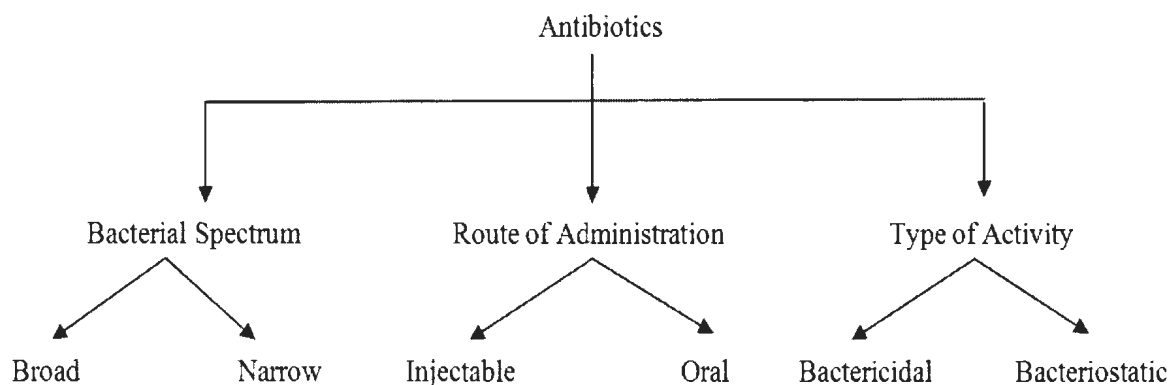 Antibiotics
Bacterial Spectrum Route of Administration Type of Activity
Broad Narrow Injectable Oral Bactericidal Bacteriostatic